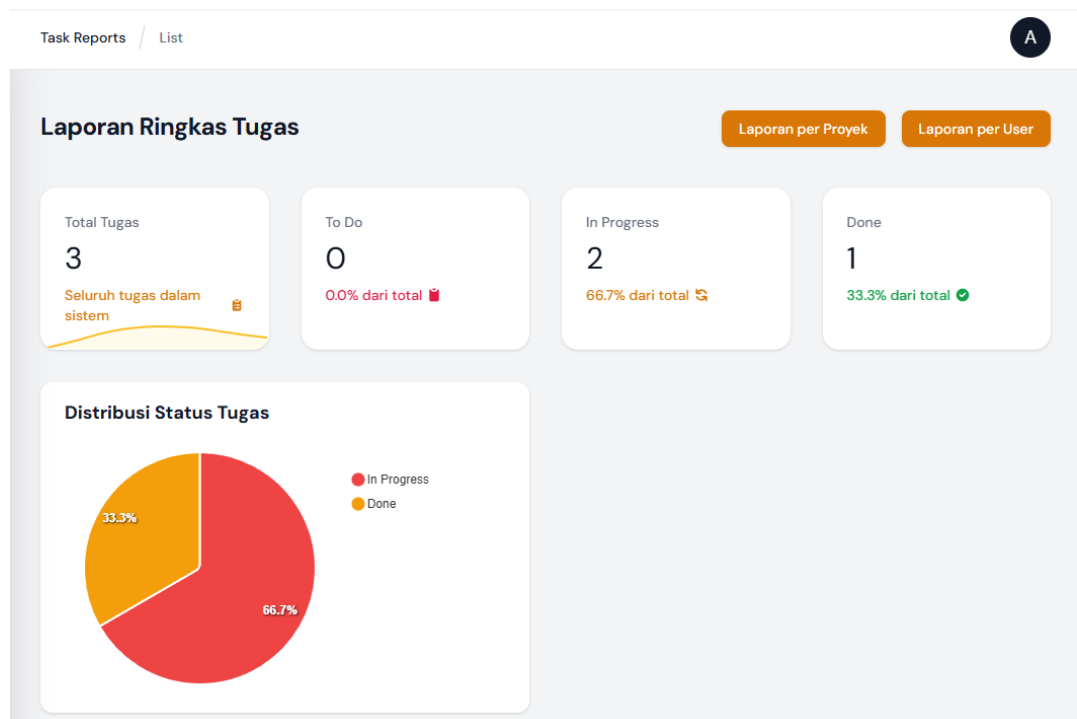 Task Reports / List
A
Laporan Ringkas Tugas
Laporan per Proyek
Laporan per User
Total Tugas
3
Seluruh tugas dalam
sistem
To Do
0
0.0% dari total
In Progress
2
66.7% dari total
Done
1
33.3% dari total
Distribusi Status Tugas
33.3%
66.7%
In Progress
Done